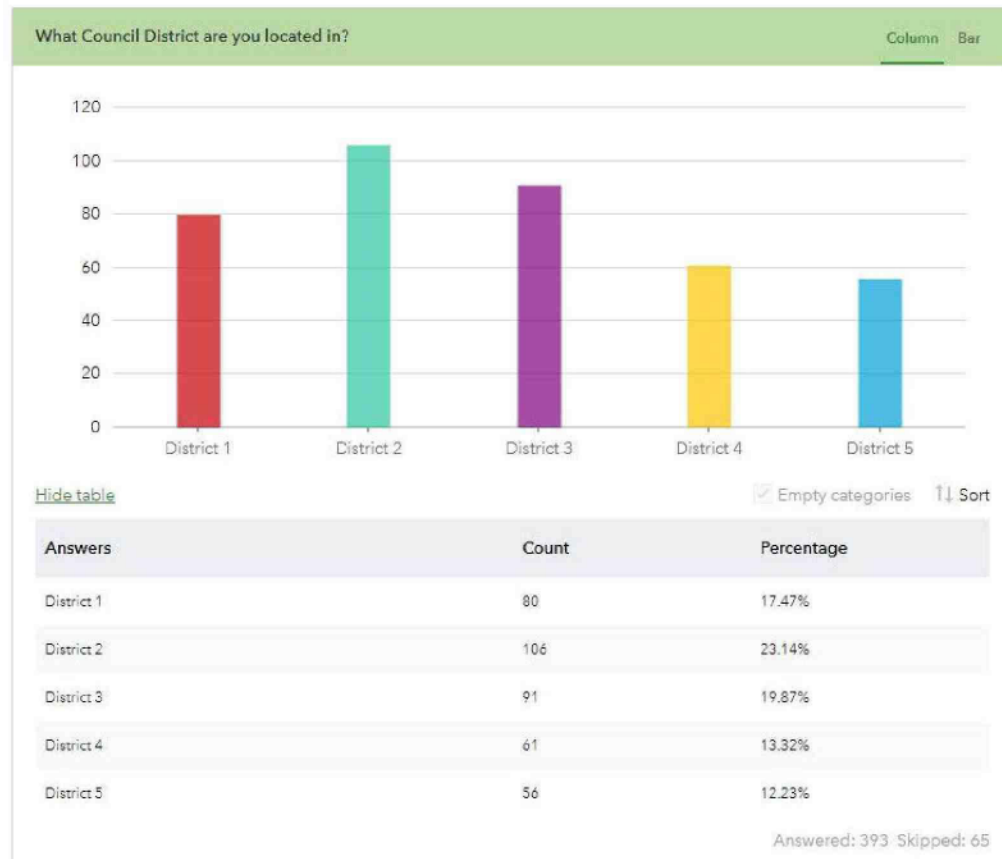 What Council District are you located in? Column Bar
120
100
80
60
40
20
0
District 1 District 2 District 3 District 4 District 5
Hide table Empty categories Sort
Answers Count Percentage
District 1 80 17.47%
District 2 106 23.14%
District 3 91 19.87%
District 4 61 13.32%
District 5 56 12.23%
Answered: 393 Skipped: 65